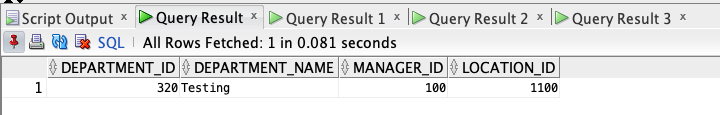 Script Output × Query Result × Query Result 1 × Query Result 2 × Query Result 3 ×
SQL | All Rows Fetched: 1 in 0.081 seconds
DEPARTMENT_ID DEPARTMENT_NAME MANAGER_ID LOCATION_ID
1 320 Testing 100 1100